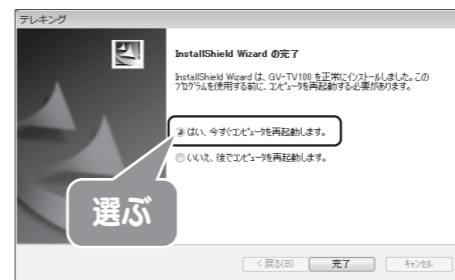 テレキング
InstallShield Wizard の完了
InstallShield Wizard は、GV-TV100 を正常にインストールしました。この
プログラムを使用する前に、コンピュータを再起動する必要があります。
はい、今すぐコンピュータを再起動します。
いいえ、後でコンピュータを再起動します。
選ぶ
< 戻る(B)
完了
キャンセル